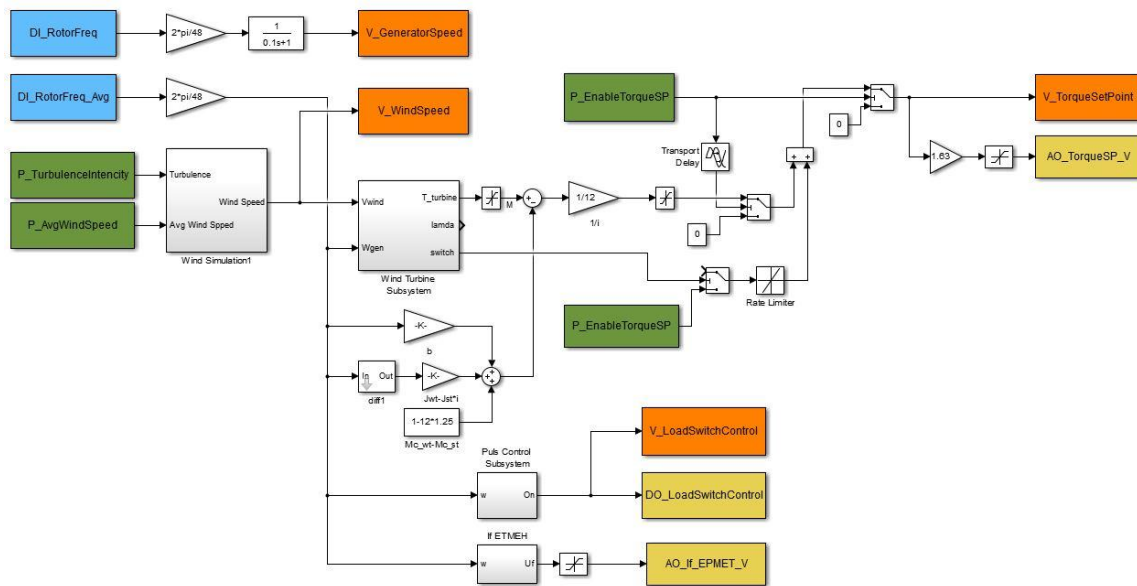 DI_RotorFreq
2*pi/48
1
0.1s+1
V_GeneratorSpeed
DI_RotorFreq_Avg
2*pi/48
V_WindSpeed
P_EnableTorqueSP
0
V_TorqueSetPoint
Transport
Delay
1.63
AO_TorqueSP_V
P_TurbulenceIntencity
P_AvgWindSpeed
Turbulence
Wind Speed
Avg Wind Spped
Wind Simulation1
Vwind
T_turbine
lamda
Wgen
switch
Wind Turbine
Subsystem
M
1/12
1/i
0
Rate Limiter
P_EnableTorqueSP
-K-
b
In
Out
diff1
-K-
Jwt-Jst*i
1-12*1.25
Mc_wt-Mc_st
Puls Control
Subsystem
w
On
V_LoadSwitchControl
DO_LoadSwitchControl
If ETMEH
w
Uf
AO_If_EPMET_V